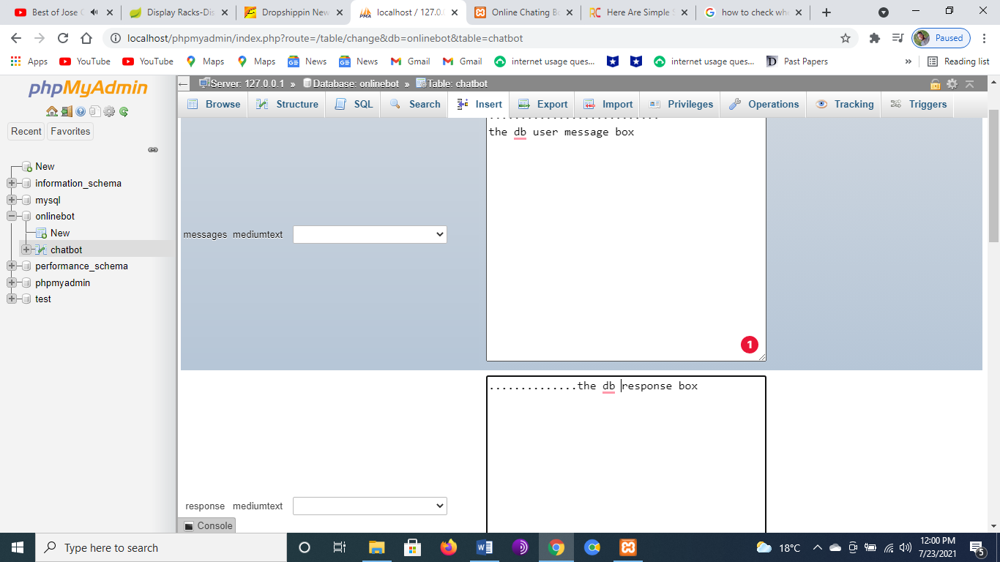 Best of Jose
Display Racks-Dis
Dropshippin New
localhost / 127.0.
Online Chating Bo
Here Are Simple S
how to check whe
localhost/phpmyadmin/index.php?route=/table/change&db=onlinebot&table=chatbot
Paused
Apps YouTube YouTube Maps Maps News News Gmail Gmail internet usage ques... internet usage ques... Past Papers » Reading list
phpMyAdmin
Recent Favorites
New
information_schema
mysql
onlinebot
New
chatbot
performance_schema
phpmyadmin
test
Server: 127.0.0.1 » Database: onlinebot » Table: chatbot
Browse Structure SQL Search Insert Export Import Privileges Operations Tracking Triggers
the db user message box
messages mediumtext
1
..............the db response box
response mediumtext
Console
Type here to search
18°C
12:00 PM
7/23/2021
5